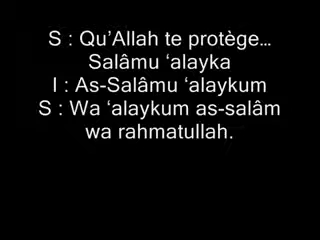 S : Qu’Allah te protège…
Salâmu ‘alayka
I : As-Salâmu ‘alaykum
S : Wa ‘alaykum as-salâm
wa rahmatullah.